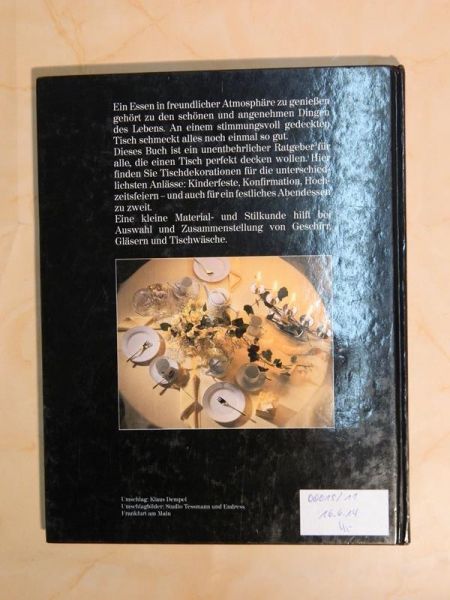 Ein Essen in freundlicher Atmosphäre zu genießen
gehört zu den schönen und angenehmen Dingen
des Lebens. An einem stimmungsvoll gedeckten
Tisch schmeckt alles noch einmal so gut.
Dieses Buch ist ein unentbehrlicher Ratgeber für
alle, die einen Tisch perfekt decken wollen. Hier
finden Sie Tischdekorationen für die unterschied-
lichsten Anlässe: Kinderfeste, Konfirmation, Hoch-
zeitsfeiern – und auch für ein festliches Abendessen
zu zweit.
Eine kleine Material- und Stilkunde hilft bei
Auswahl und Zusammenstellung von Geschirr,
Gläsern und Tischwäsche.
Umschlag: Klaus Dempel
Umschlagbilder: Studio Tessmann und Endress,
Frankfurt am Main
00015/11
16.6.14
4,-